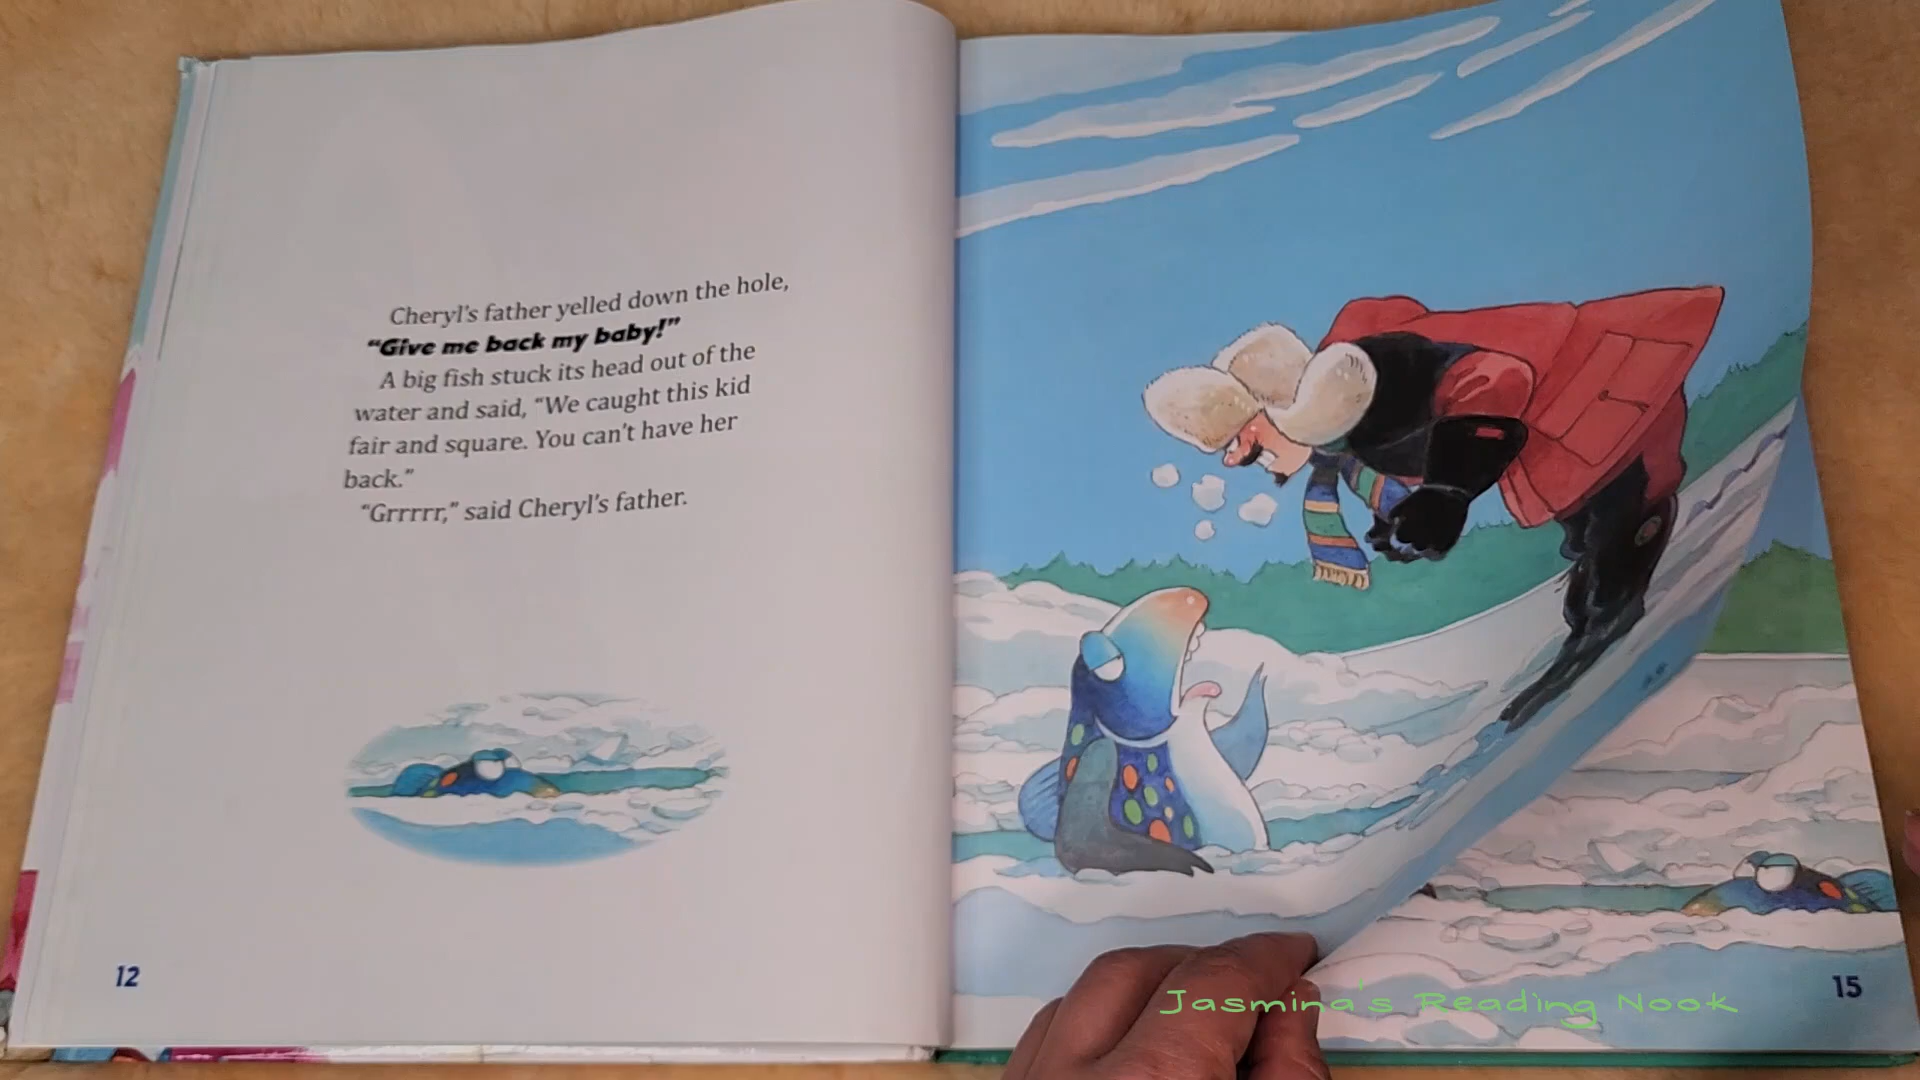 Cheryl's father yelled down the hole,
“Give me back my baby!”
A big fish stuck its head out of the
water and said, “We caught this kid
fair and square. You can't have her
back.”
“Grrrrr,” said Cheryl's father.
12
15
Jasmina's Reading Nook